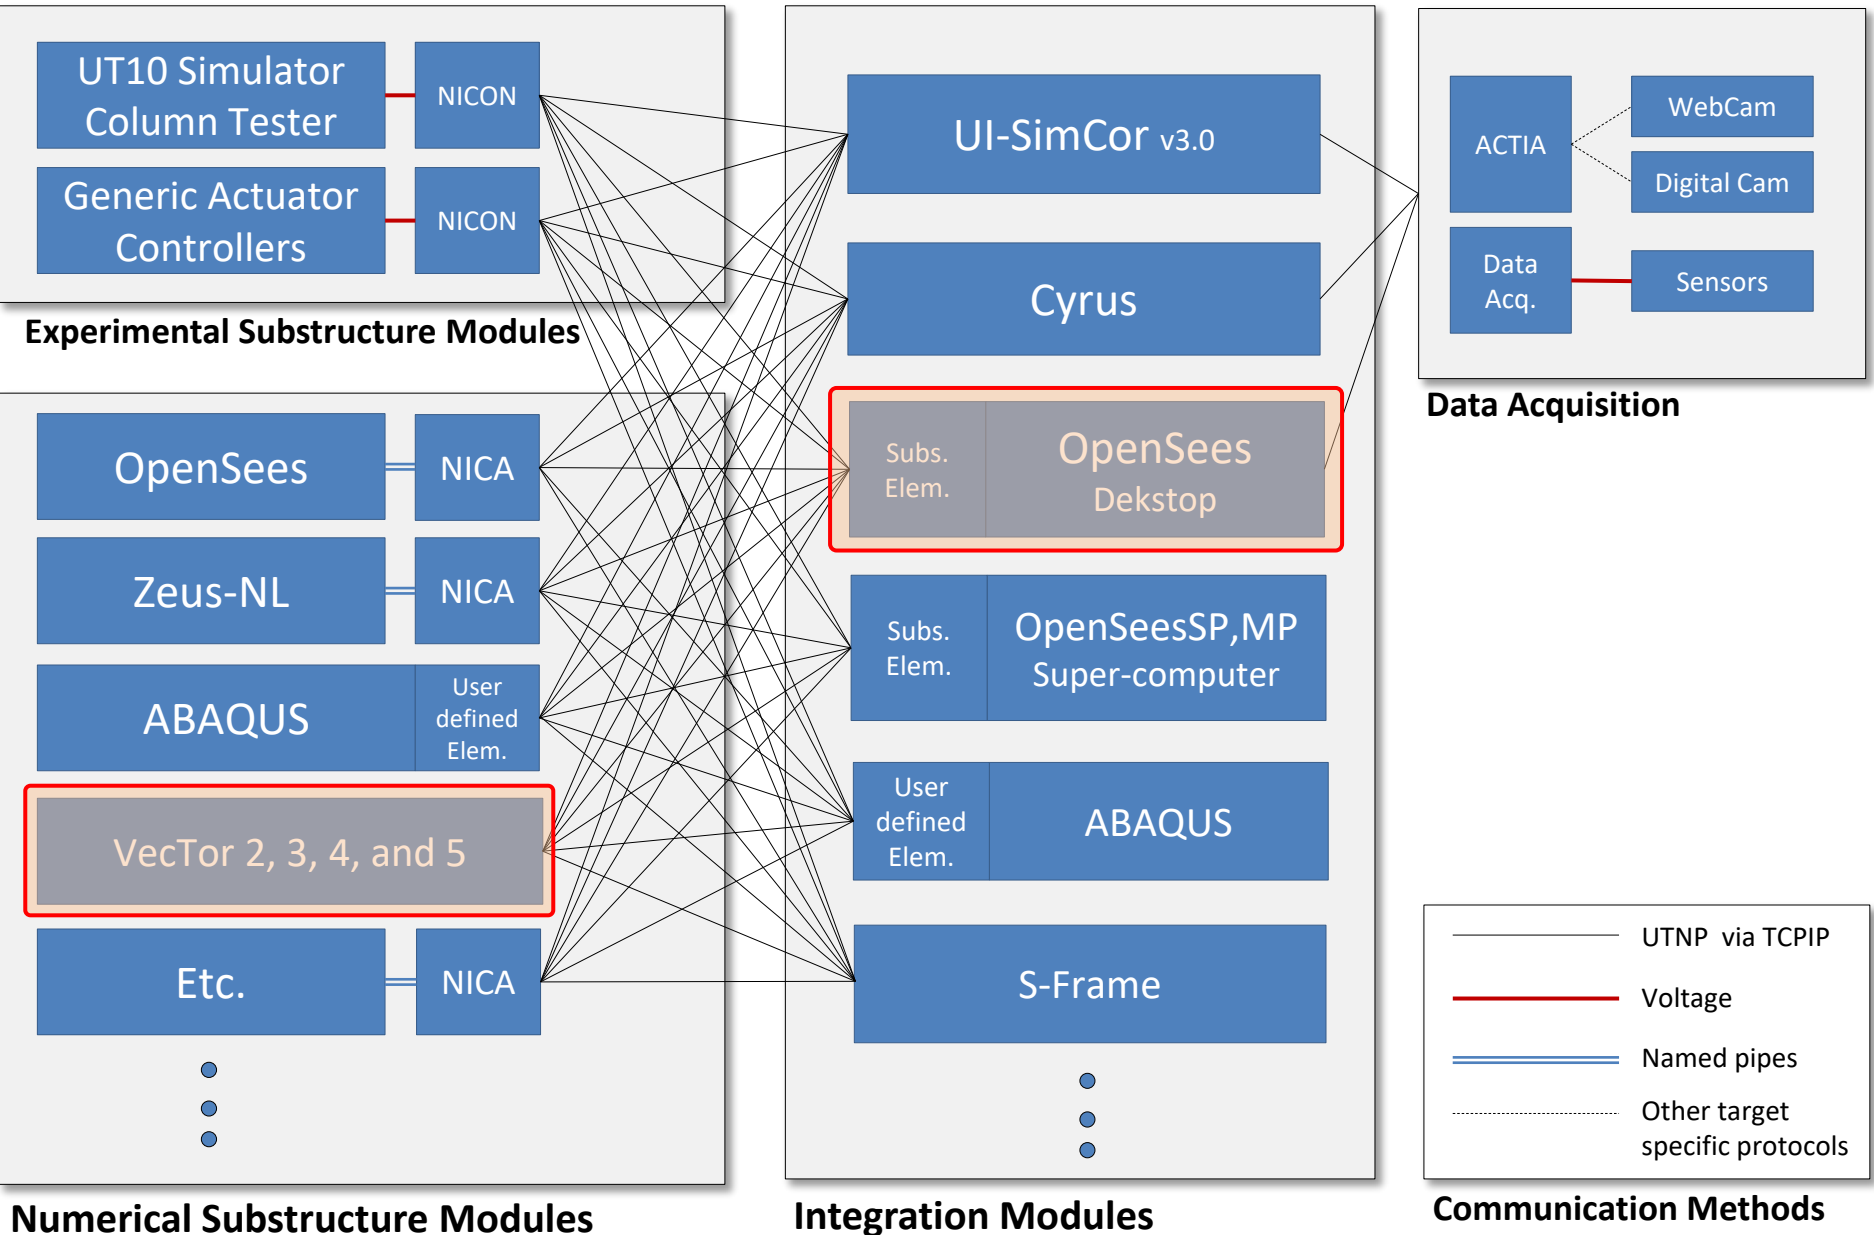 UT10 Simulator
Column Tester
NICON
Generic Actuator
Controllers
NICON
Experimental Substructure Modules
OpenSees
NICA
Zeus-NL
NICA
ABAQUS
User
defined
Elem.
VecTor 2, 3, 4, and 5
Etc.
NICA
Numerical Substructure Modules
UI-SimCor v3.0
Cyrus
Subs.
Elem.
OpenSees
Dekstop
Subs.
Elem.
OpenSeesSP,MP
Super-computer
User
defined
Elem.
ABAQUS
S-Frame
Integration Modules
ACTIA
WebCam
Digital Cam
Data
Acq.
Sensors
Data Acquisition
UTNP via TCPIP
Voltage
Named pipes
Other target
specific protocols
Communication Methods